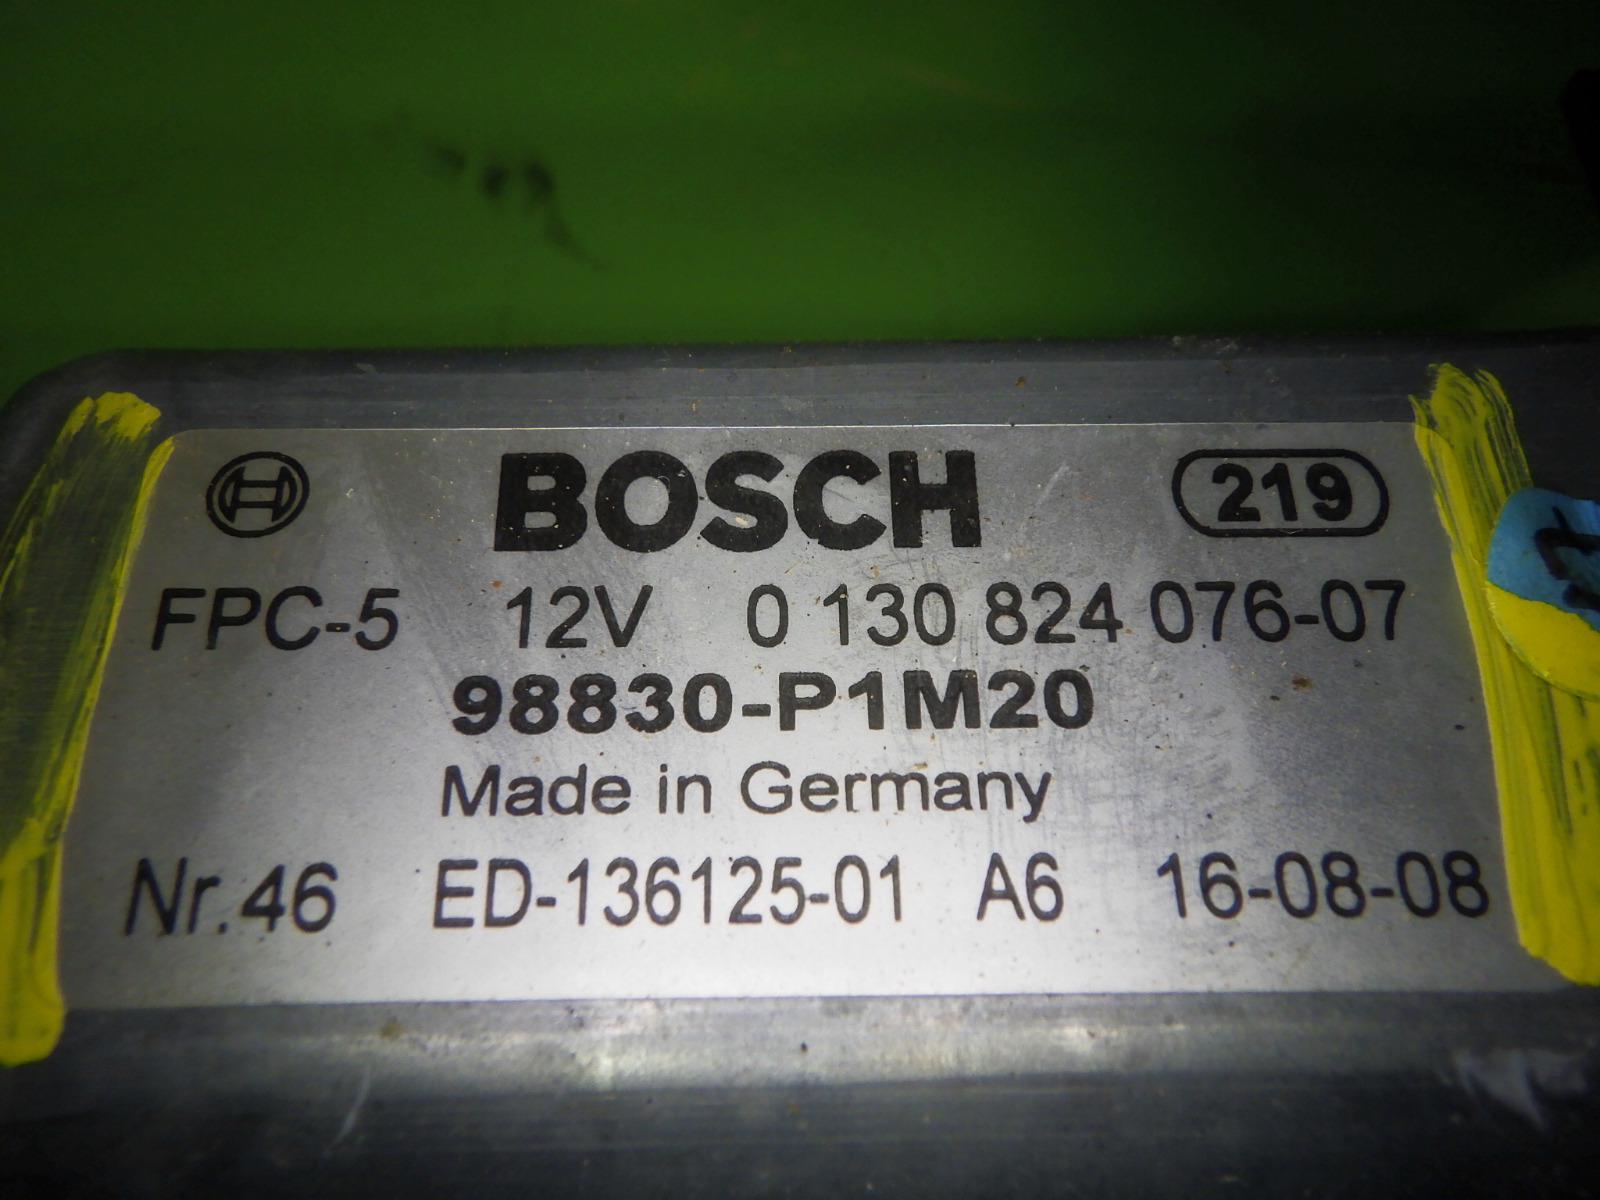 BOSCH 219
FPC-5 12V 0 130 824 076-07
98830-P1M20
Made in Germany
Nr.46 ED-136125-01 A6 16-08-08